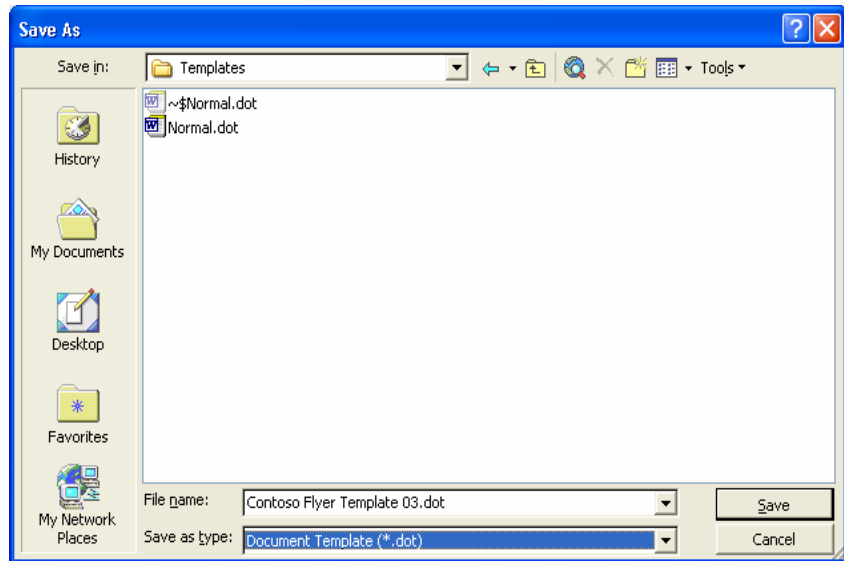 Save As
Save in: Templates Tools
~$Normal.dot
Normal.dot
History
My Documents
Desktop
Favorites
My Network
Places
File name: Contoso Flyer Template 03.dot Save
Save as type: Document Template (*.dot) Cancel